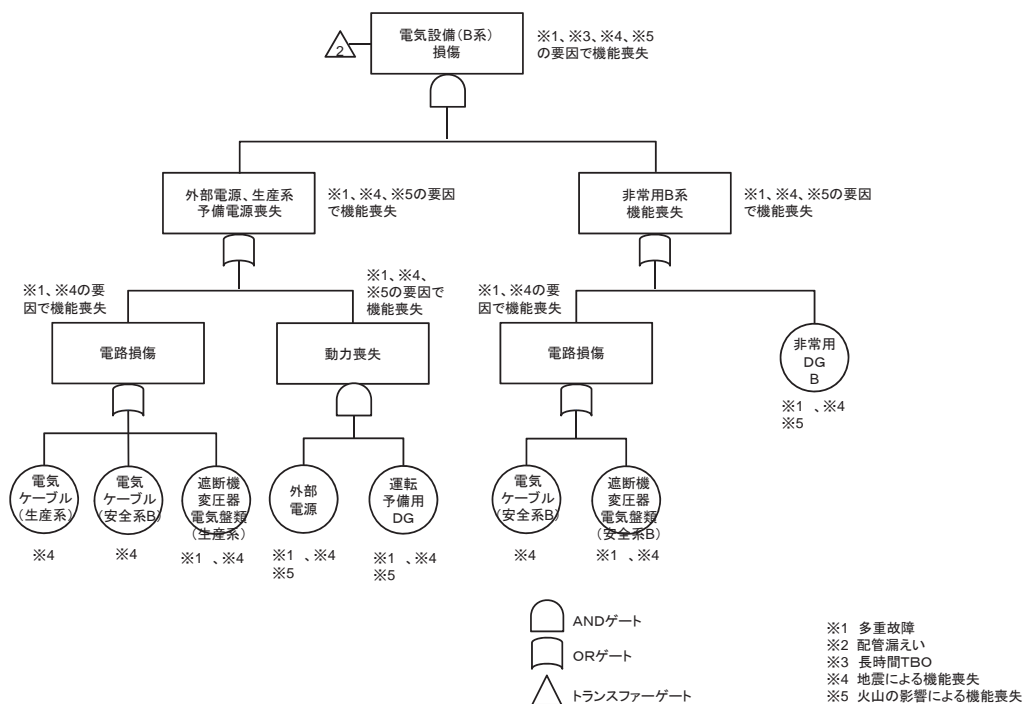 電気設備（B系）
損傷
※1、※3、※4、※5
の要因で機能喪失
2
外部電源、生産系
予備電源喪失
※1、※4、※5の要因
で機能喪失
非常用B系
機能喪失
※1、※4、※5の要因
で機能喪失
※1、※4の要
因で機能喪失
電路損傷
※1、※4、
※5の要因で
機能喪失
動力喪失
※1、※4の要
因で機能喪失
電路損傷
非常用
DG
B
※1 、※4
※5
電気
ケーブル
（生産系）
※4
電気
ケーブル
（安全系B）
※4
遮断機
変圧器
電気盤類
（生産系）
※1 、※4
外部
電源
※1 、※4
※5
運転
予備用
DG
※1 、※4
※5
電気
ケーブル
（安全系B）
※4
遮断機
変圧器
電気盤類
（安全系B）
※1 、※4
ANDゲート
ORゲート
トランスファーゲート
※1 多重故障
※2 配管漏えい
※3 長時間TBO
※4 地震による機能喪失
※5 火山の影響による機能喪失